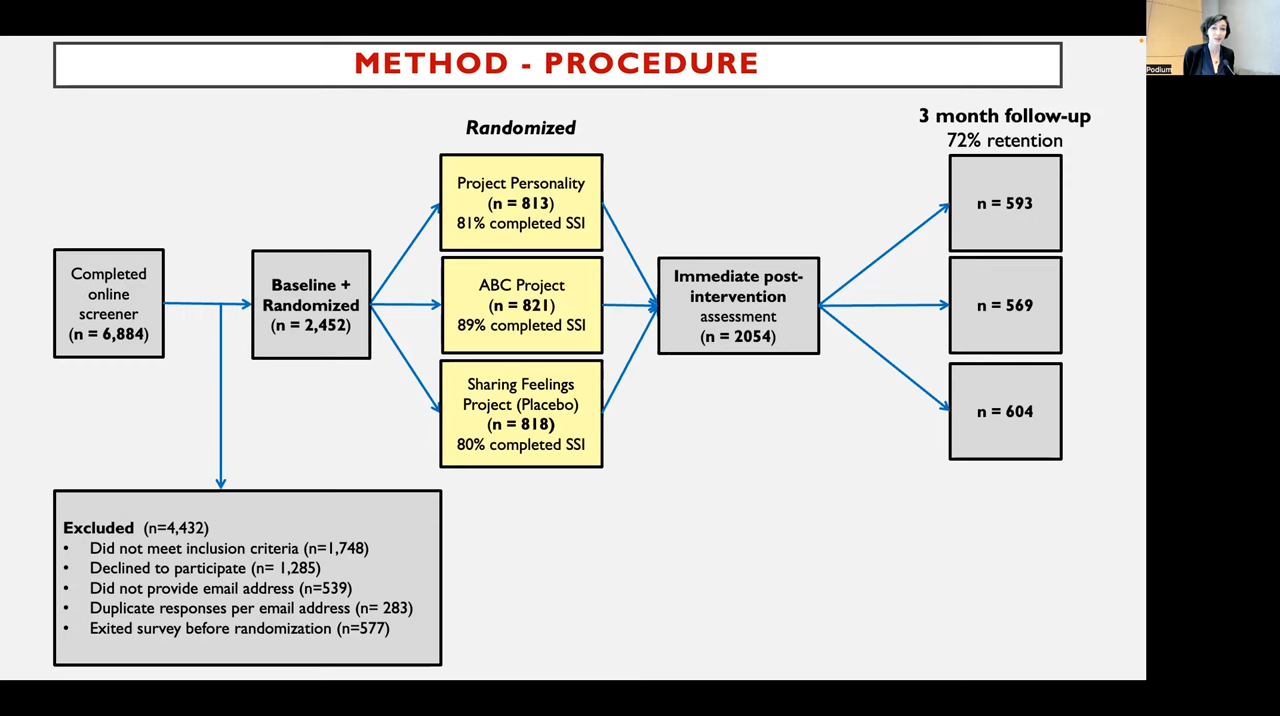 METHOD - PROCEDURE
Podium
Randomized
3 month follow-up
72% retention
Completed
online
screener
(n = 6,884)
Baseline +
Randomized
(n = 2,452)
Project Personality
(n = 813)
81% completed SSI
ABC Project
(n = 821)
89% completed SSI
Sharing Feelings
Project (Placebo)
(n = 818)
80% completed SSI
Immediate post-
intervention
assessment
(n = 2054)
n = 593
n = 569
n = 604
Excluded (n=4,432)
• Did not meet inclusion criteria (n=1,748)
• Declined to participate (n= 1,285)
• Did not provide email address (n=539)
• Duplicate responses per email address (n= 283)
• Exited survey before randomization (n=577)